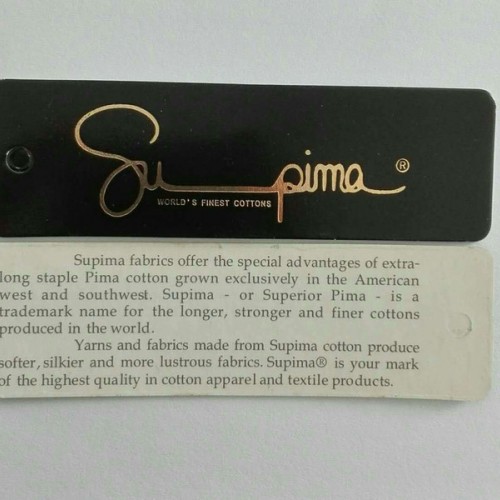 Supima®
WORLD'S FINEST COTTONS
Supima fabrics offer the special advantages of extra-
long staple Pima cotton grown exclusively in the American
west and southwest. Supima - or Superior Pima - is a
trademark name for the longer, stronger and finer cottons
produced in the world.
Yarns and fabrics made from Supima cotton produce
softer, silkier and more lustrous fabrics. Supima® is your mark
of the highest quality in cotton apparel and textile products.